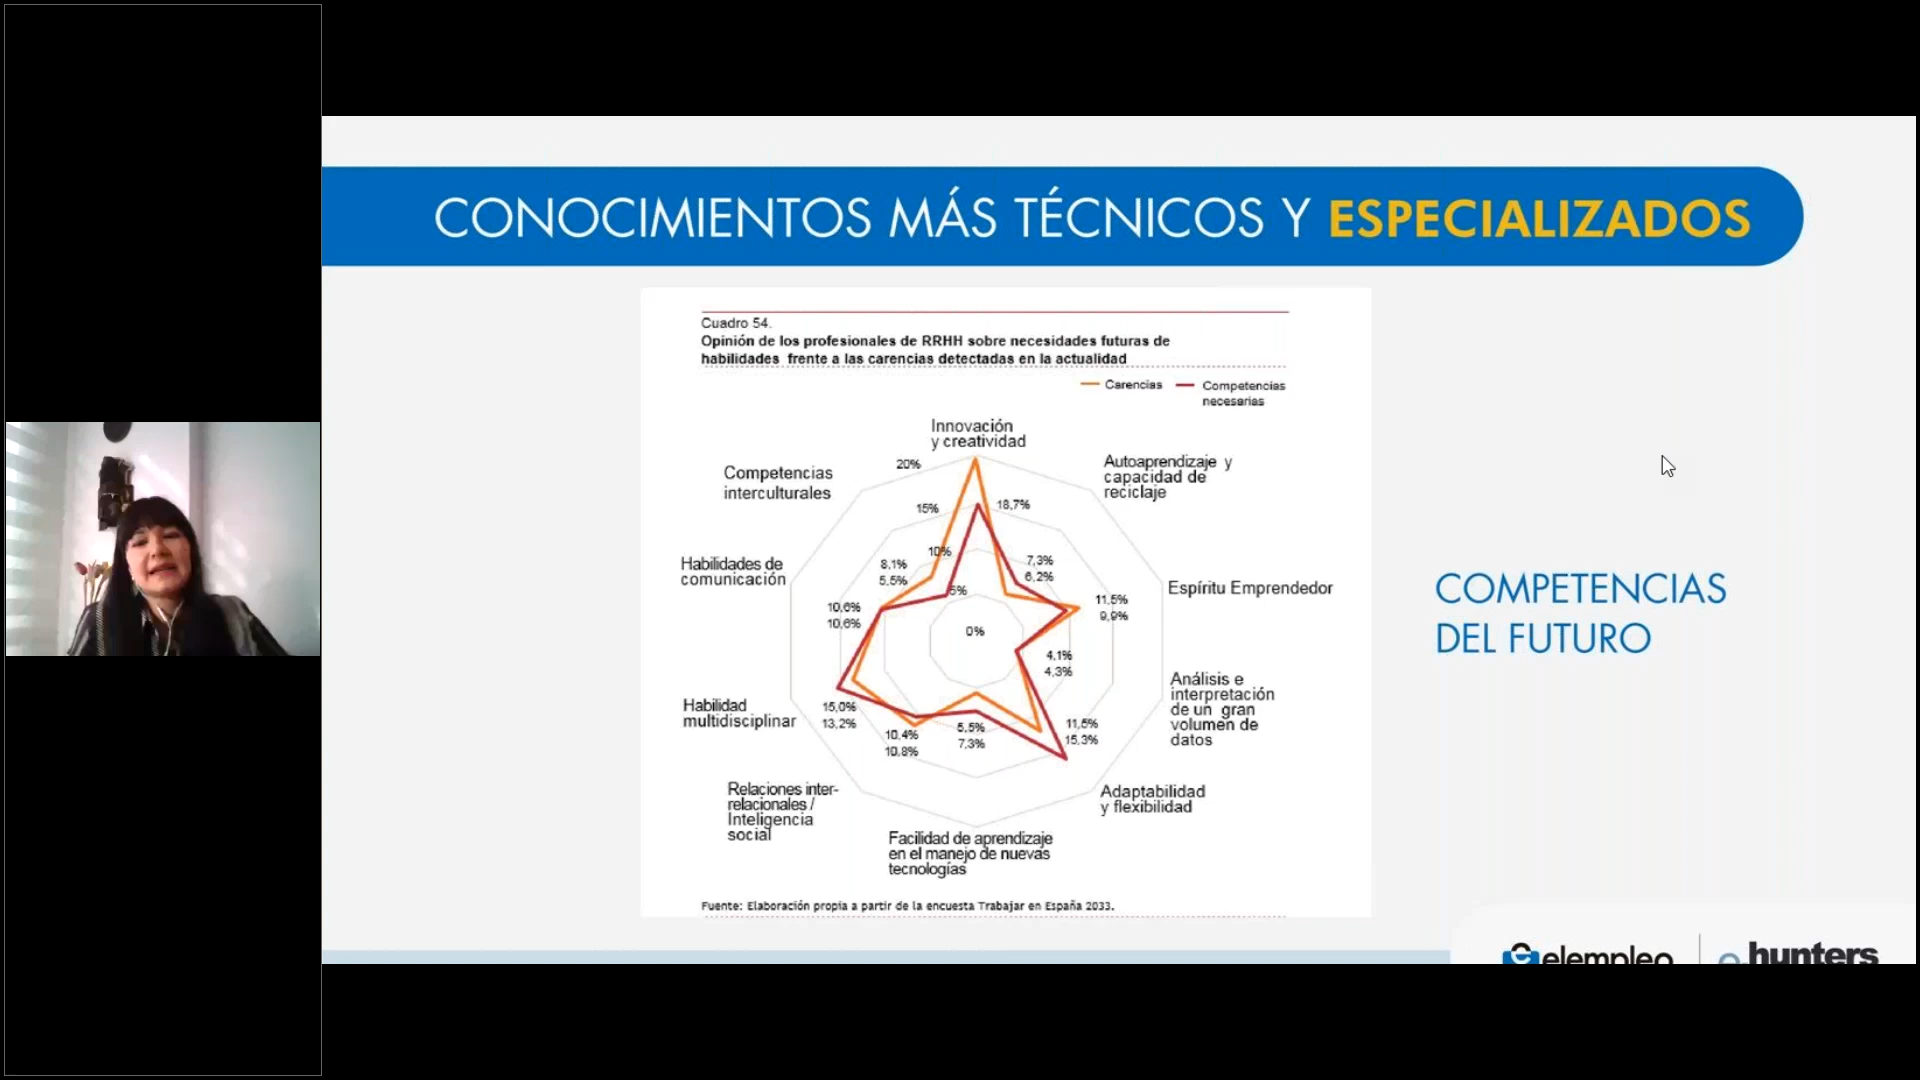 CONOCIMIENTOS MÁS TÉCNICOS Y ESPECIALIZADOS
Cuadro 54.
Opinión de los profesionales de RRHH sobre necesidades futuras de
habilidades frente a las carencias detectadas en la actualidad
Carencias
Competencias
necesarias
Innovación
y creatividad
20%
15%
10%
5%
0%
18,7%
Autoaprendizaje y
capacidad de
reciclaje
7,3%
6,2%
Espíritu Emprendedor
11,5%
9,9%
Análisis e
interpretación
de un gran
volumen de
datos
4,1%
4,3%
Adaptabilidad
y flexibilidad
11,5%
15,3%
Facilidad de aprendizaje
en el manejo de nuevas
tecnologías
5,5%
7,3%
Relaciones inter-
relacionales /
Inteligencia
social
10,4%
10,8%
Habilidad
multidisciplinar
15,0%
13,2%
Habilidades de
comunicación
10,6%
10,6%
Competencias
interculturales
8,1%
5,5%
Fuente: Elaboración propia a partir de la encuesta Trabajar en España 2033.
COMPETENCIAS
DEL FUTURO
elempleo
hunters